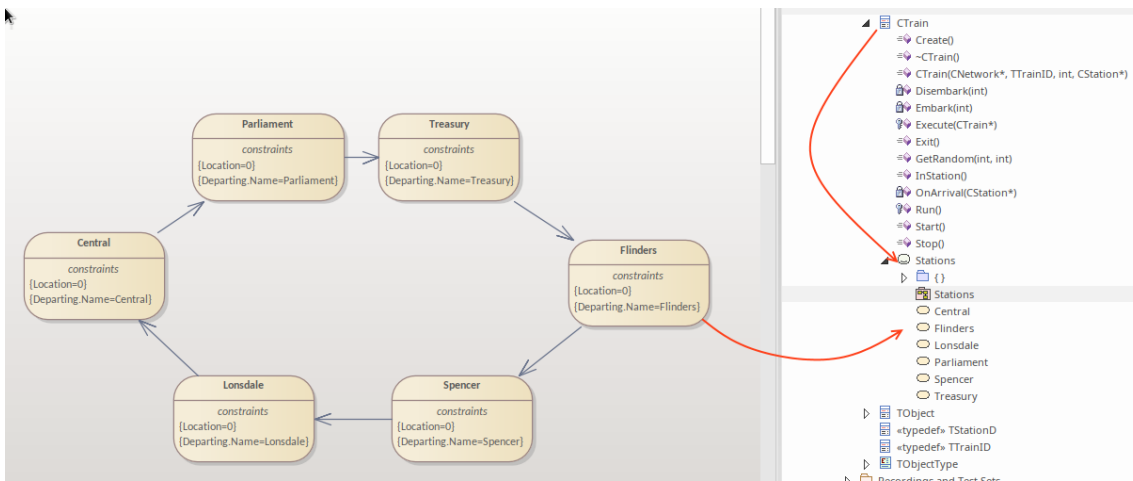 Parliament
constraints
{Location=0}
{Departing.Name=Parliament}
Treasury
constraints
{Location=0}
{Departing.Name=Treasury}
Central
constraints
{Location=0}
{Departing.Name=Central}
Flinders
constraints
{Location=0}
{Departing.Name=Flinders}
Lonsdale
constraints
{Location=0}
{Departing.Name=Lonsdale}
Spencer
constraints
{Location=0}
{Departing.Name=Spencer}
CTrain
Create()
~CTrain()
CTrain(CNetwork*, TTrainID, int, CStation*)
Disembark(int)
Embark(int)
Execute(CTrain*)
Exit()
GetRandom(int, int)
InStation()
OnArrival(CStation*)
Run()
Start()
Stop()
Stations
{ }
Stations
Central
Flinders
Lonsdale
Parliament
Spencer
Treasury
TObject
«typedef» TStationD
«typedef» TTrainID
TObjectType
Recordings and Test Sets